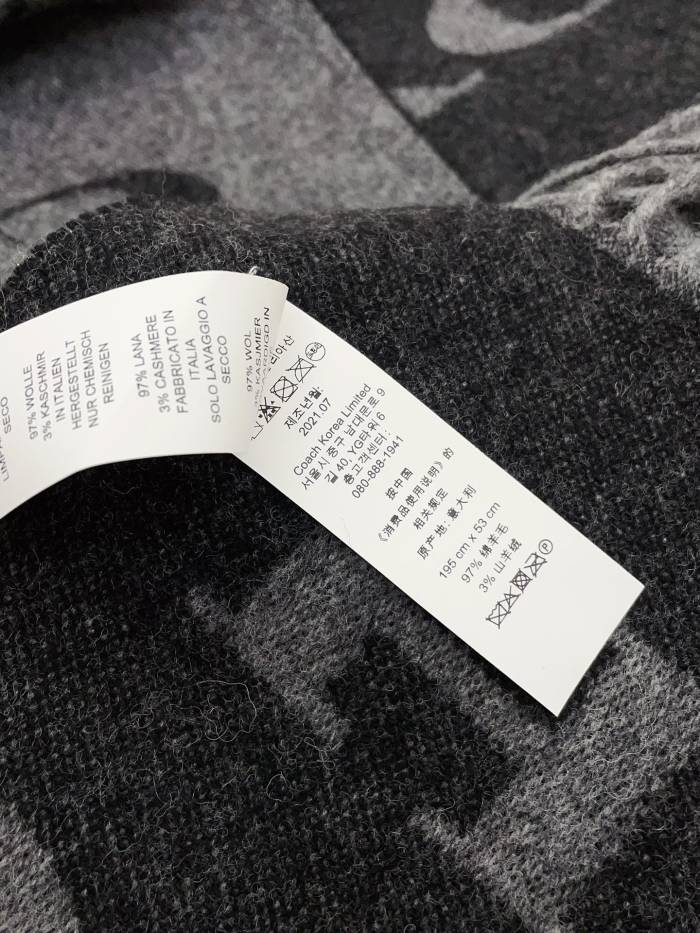 SECO
97% WOLLE
3% KASCHMIR
IN ITALIEN
HERGESTELLT
NUR CHEMISCH
REINIGEN
97% LANA
3% CASHMERE
FABBRICATO IN
ITALIA
SOLO LAVAGGIO A
SECCO
97% WOL
3% KASJMIER
제조년월:
2021.07
Coach Korea Limited
서울시 중구 남대문로 9
길 40, YG타워 6
층고객센터:
080-888-1941
按中国
《消费品使用说明》的
相关规定
原产地: 意大利
195 cm x 53 cm
97% 绵羊毛
3% 山羊绒